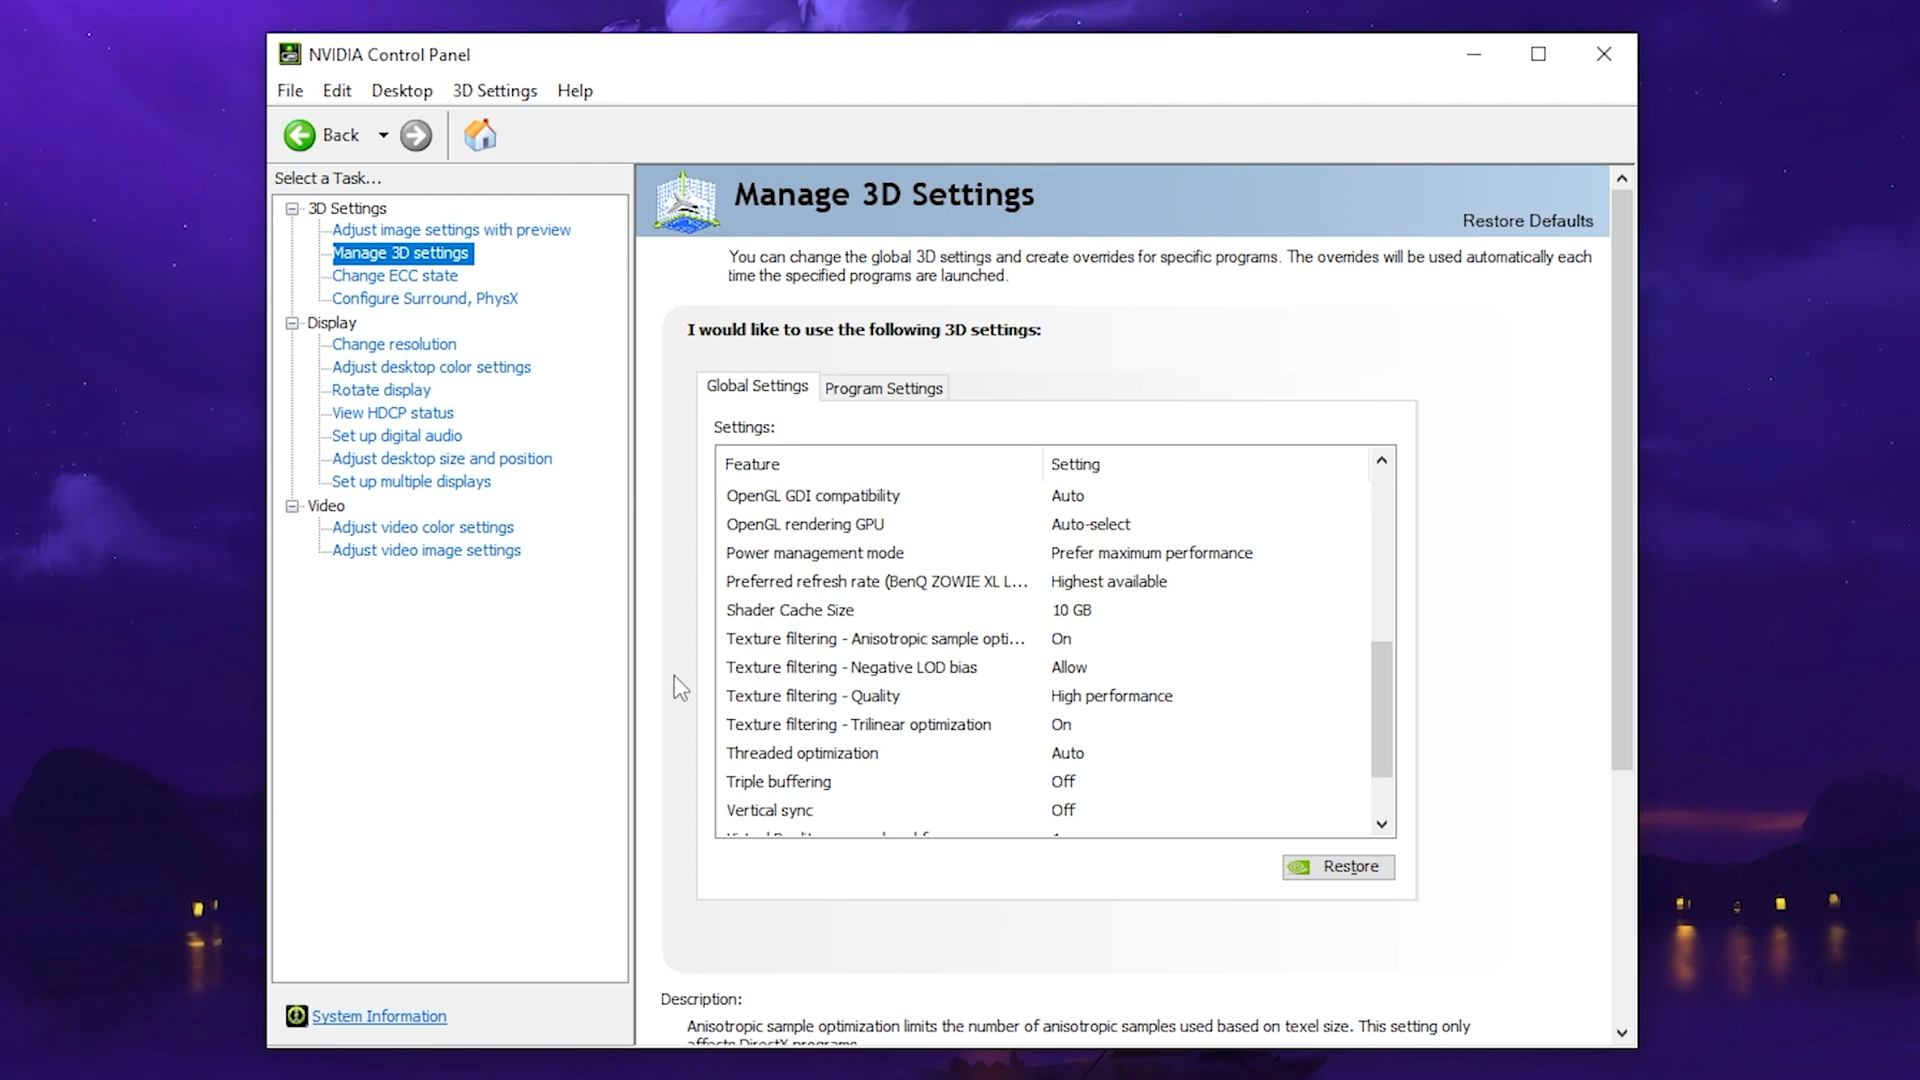 NVIDIA Control Panel
File Edit Desktop 3D Settings Help
Back
Select a Task...
3D Settings
Adjust image settings with preview
Manage 3D settings
Change ECC state
Configure Surround, PhysX
Display
Change resolution
Adjust desktop color settings
Rotate display
View HDCP status
Set up digital audio
Adjust desktop size and position
Set up multiple displays
Video
Adjust video color settings
Adjust video image settings
System Information
Manage 3D Settings
Restore Defaults
You can change the global 3D settings and create overrides for specific programs. The overrides will be used automatically each
time the specified programs are launched.
I would like to use the following 3D settings:
Global Settings Program Settings
Settings:
Feature Setting
OpenGL GDI compatibility Auto
OpenGL rendering GPU Auto-select
Power management mode Prefer maximum performance
Preferred refresh rate (BenQ ZOWIE XL L... Highest available
Shader Cache Size 10 GB
Texture filtering - Anisotropic sample opti... On
Texture filtering - Negative LOD bias Allow
Texture filtering - Quality High performance
Texture filtering - Trilinear optimization On
Threaded optimization Auto
Triple buffering Off
Vertical sync Off
Restore
Description:
Anisotropic sample optimization limits the number of anisotropic samples used based on texel size. This setting only
affects DirectX programs